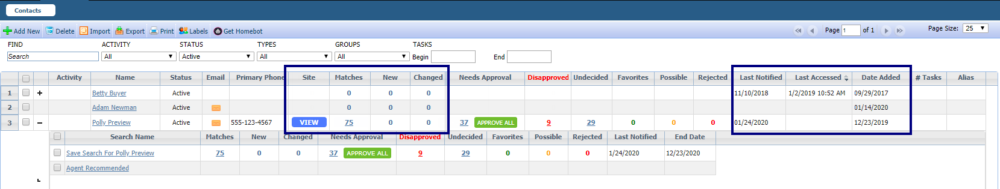 Contacts
Add New Delete Import Export Print Labels Get Homebot Page 1 of 1 Page Size: 25
FIND ACTIVITY STATUS TYPES GROUPS TASKS
Search All Active All All Begin End
Activity Name Status Email Primary Phone Site Matches New Changed Needs Approval Disapproved Undecided Favorites Possible Rejected Last Notified Last Accessed Date Added # Tasks Alias
1 Betty Buyer Active 0 0 0 11/10/2018 1/2/2019 10:52 AM 09/29/2017
2 Adam Newman Active 0 0 0 01/14/2020
3 Polly Preview Active 555-123-4567 VIEW 75 0 0 37 APPROVE ALL 9 29 0 0 0 01/24/2020 12/23/2019
Search Name Matches New Changed Needs Approval Disapproved Undecided Favorites Possible Rejected Last Notified End Date
Save Search For Polly Preview 75 0 0 37 APPROVE ALL 9 29 0 0 0 1/24/2020 12/23/2020
Agent Recommended